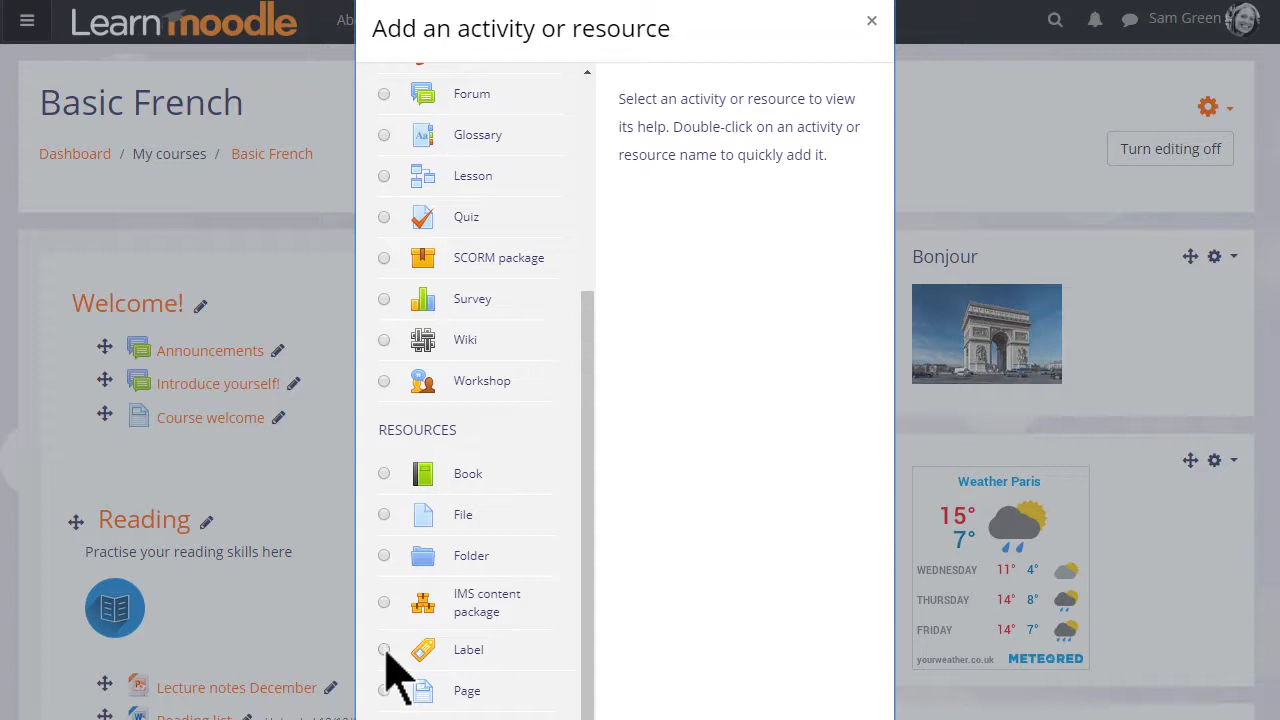 Learn moodle
Ab
Sam Green
Add an activity or resource
×
Basic French
Dashboard / My courses / Basic French
Turn editing off
Forum
Glossary
Lesson
Quiz
SCORM package
Survey
Wiki
Workshop
RESOURCES
Book
File
Folder
IMS content
package
Label
Page
Select an activity or resource to view
its help. Double-click on an activity or
resource name to quickly add it.
Welcome!
Announcements
Introduce yourself!
Course welcome
Reading
Practise your reading skills here
Lecture notes December
Reading list
Bonjour
Weather Paris
15°
7°
WEDNESDAY 11° 4°
THURSDAY 14° 8°
FRIDAY 14° 7°
yourweather.co.uk METEORED